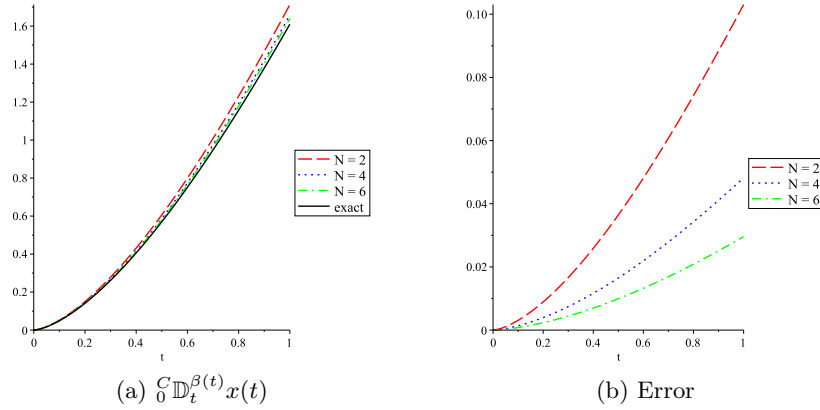 1.6
1.4
1.2
1
0.8
0.6
0.4
0.2
0
0 0.2 0.4 0.6 0.8 1
t
N = 2
N = 4
N = 6
exact
(a) ${}_0^C\mathbb{D}_t^{\beta(t)}x(t)$
0.10
0.08
0.06
0.04
0.02
0
0 0.2 0.4 0.6 0.8 1
t
N = 2
N = 4
N = 6
(b) Error